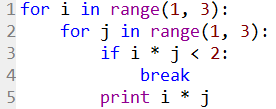 1 for i in range(1, 3):
2     for j in range(1, 3):
3         if i * j < 2:
4             break
5         print i * j